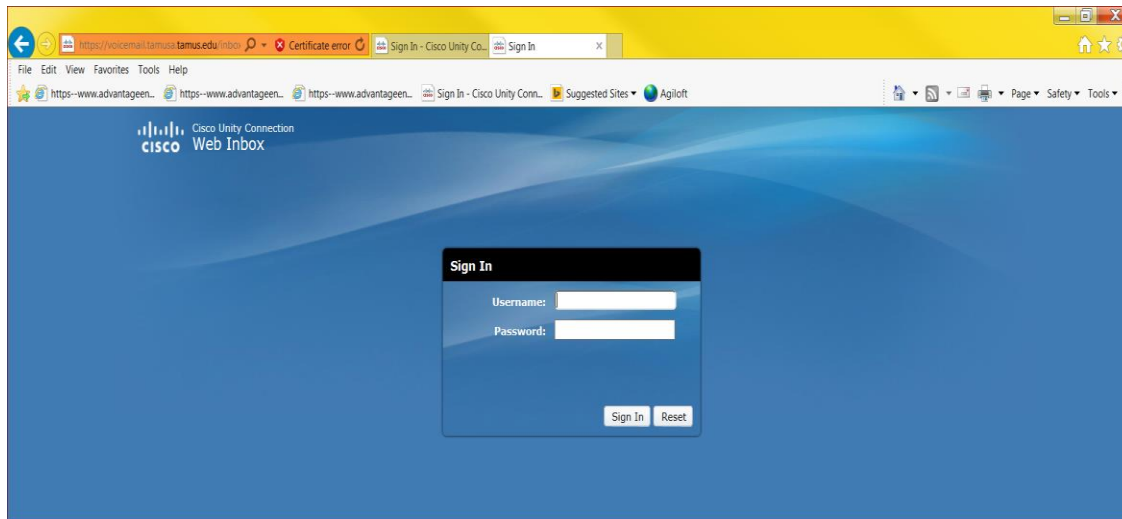 https://voicemail.tamusa.tamus.edu/inbox Certificate error Sign In - Cisco Unity Co... Sign In X
File Edit View Favorites Tools Help
https--www.advantageen... https--www.advantageen... https--www.advantageen... Sign In - Cisco Unity Conn... Suggested Sites Agiloft Page Safety Tools
Cisco Unity Connection
CISCO Web Inbox
Sign In
Username:
Password:
Sign In Reset